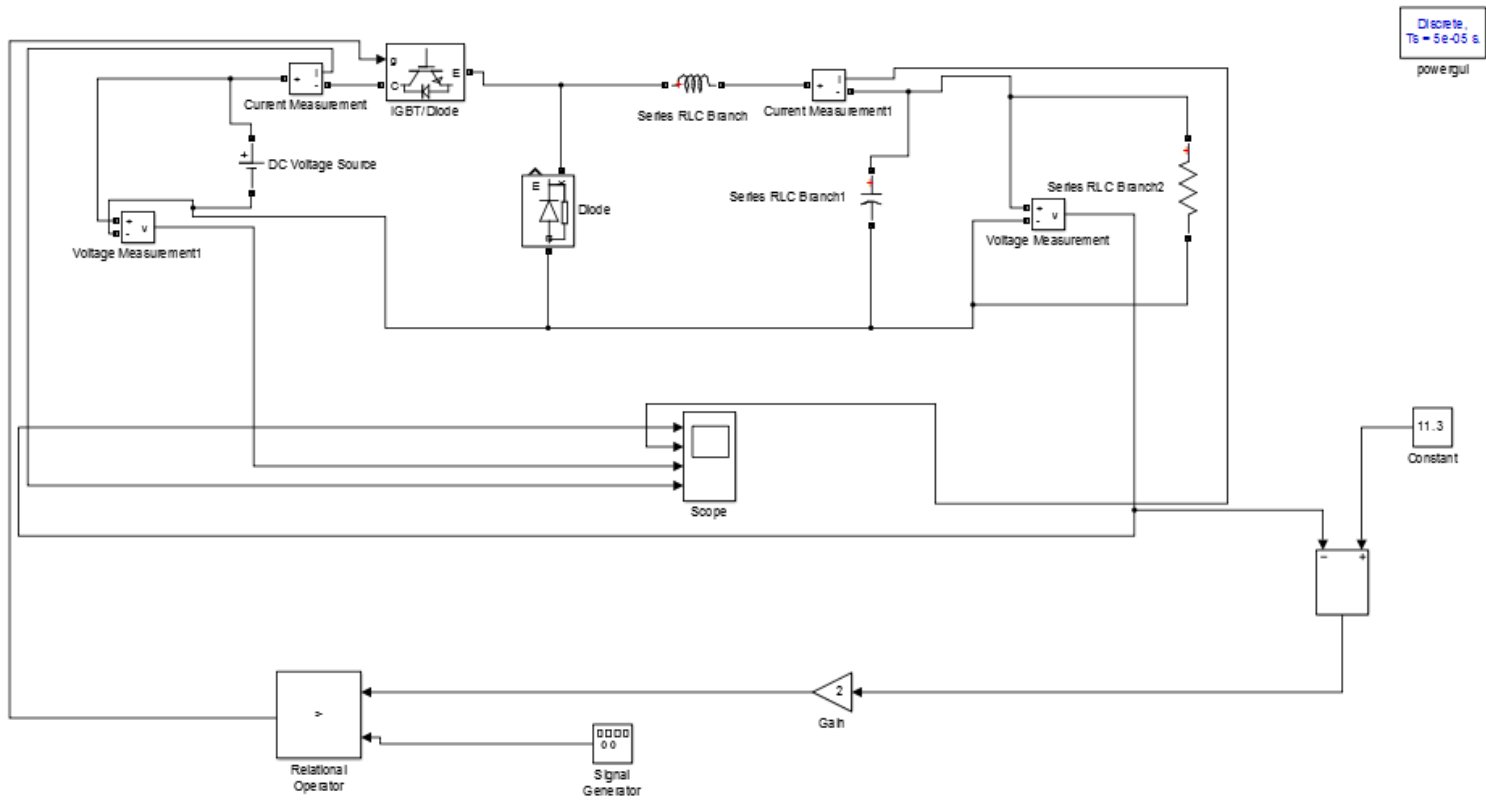 Discrete,
Ts = 5e-05 s.
powergui
g
C
E
IGBT/Diode
i
+
-
Current Measurement
+
DC Voltage Source
+
-
v
Voltage Measurement1
m
Diode
+
Series RLC Branch
i
+
-
Current Measurement1
+
Series RLC Branch1
+
Series RLC Branch2
+
-
v
Voltage Measurement
Scope
11.3
Constant
-
+
2
Gain
>
Relational
Operator
Signal
Generator